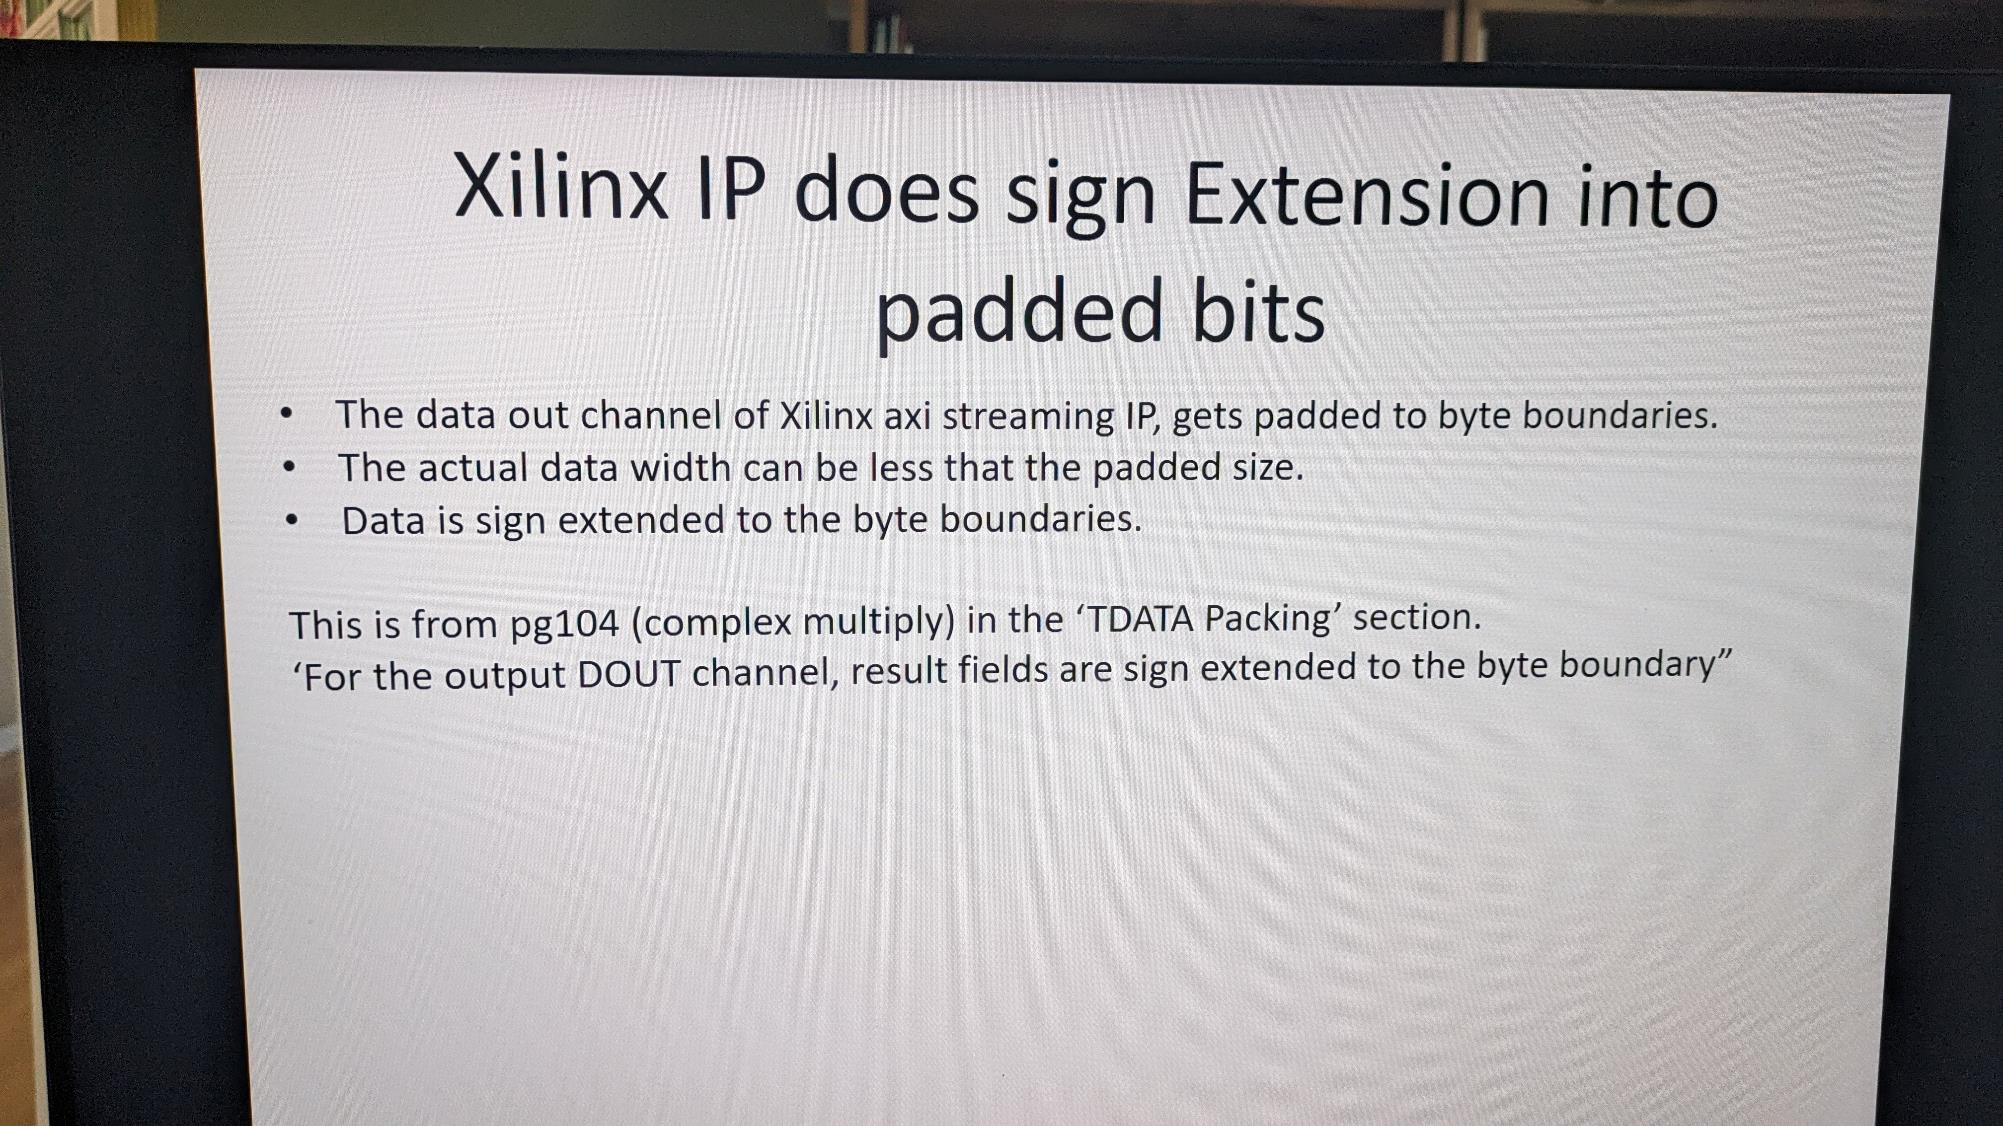 Xilinx IP does sign Extension into
padded bits
• The data out channel of Xilinx axi streaming IP, gets padded to byte boundaries.
• The actual data width can be less that the padded size.
• Data is sign extended to the byte boundaries.
This is from pg104 (complex multiply) in the ‘TDATA Packing’ section.
‘For the output DOUT channel, result fields are sign extended to the byte boundary”